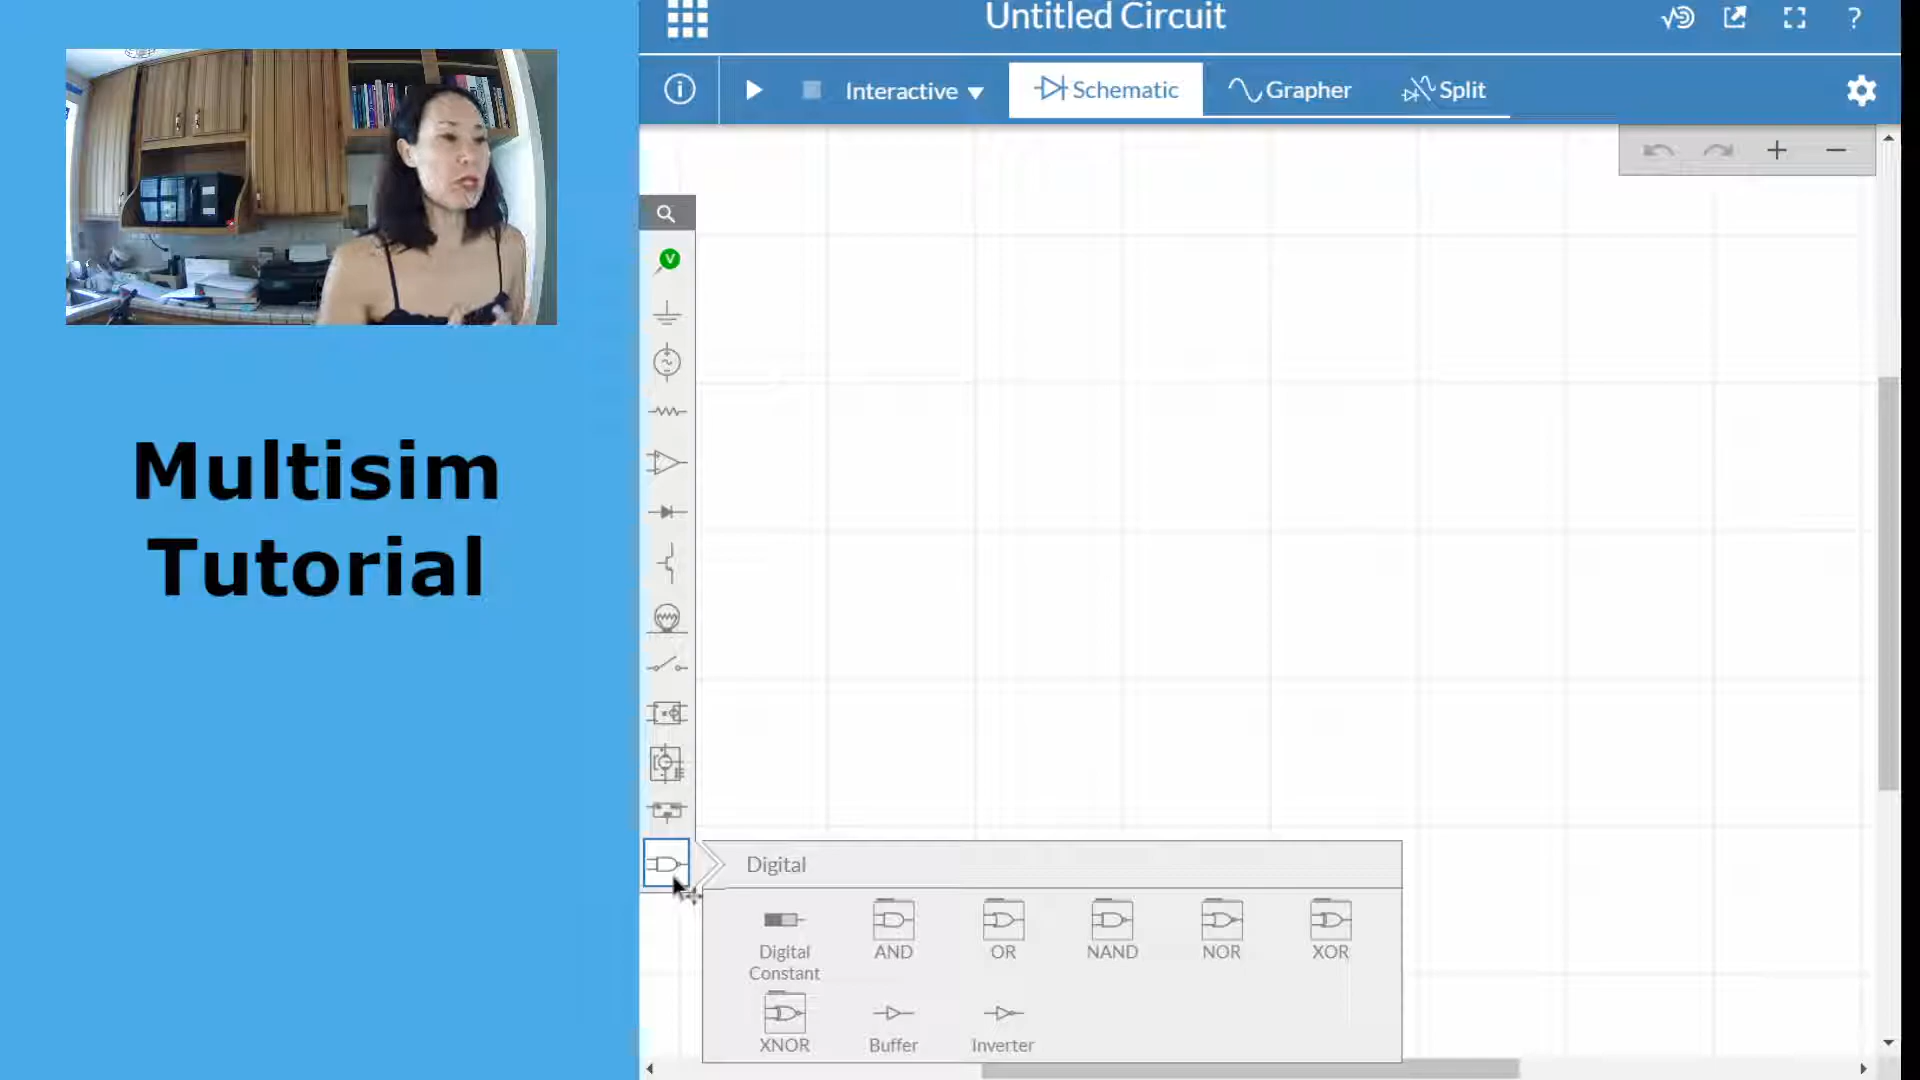 Untitled Circuit
?
Interactive
Schematic
Grapher
Split
V
Multisim
Tutorial
Digital
Digital
Constant
AND
OR
NAND
NOR
XOR
XNOR
Buffer
Inverter